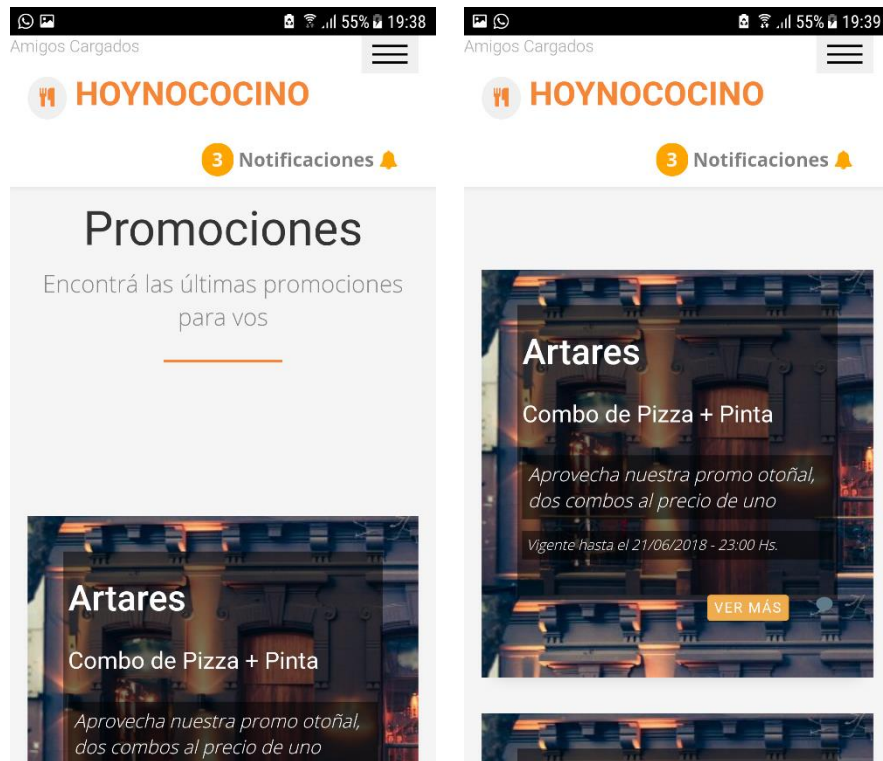 55% 19:38
Amigos Cargados
HOYNOCOCINO
3 Notificaciones
Promociones
Encontrá las últimas promociones
para vos
Artares
Combo de Pizza + Pinta
Aprovecha nuestra promo otoñal,
dos combos al precio de uno
55% 19:39
Amigos Cargados
HOYNOCOCINO
3 Notificaciones
Artares
Combo de Pizza + Pinta
Aprovecha nuestra promo otoñal,
dos combos al precio de uno
Vigente hasta el 21/06/2018 - 23:00 Hs.
VER MÁS